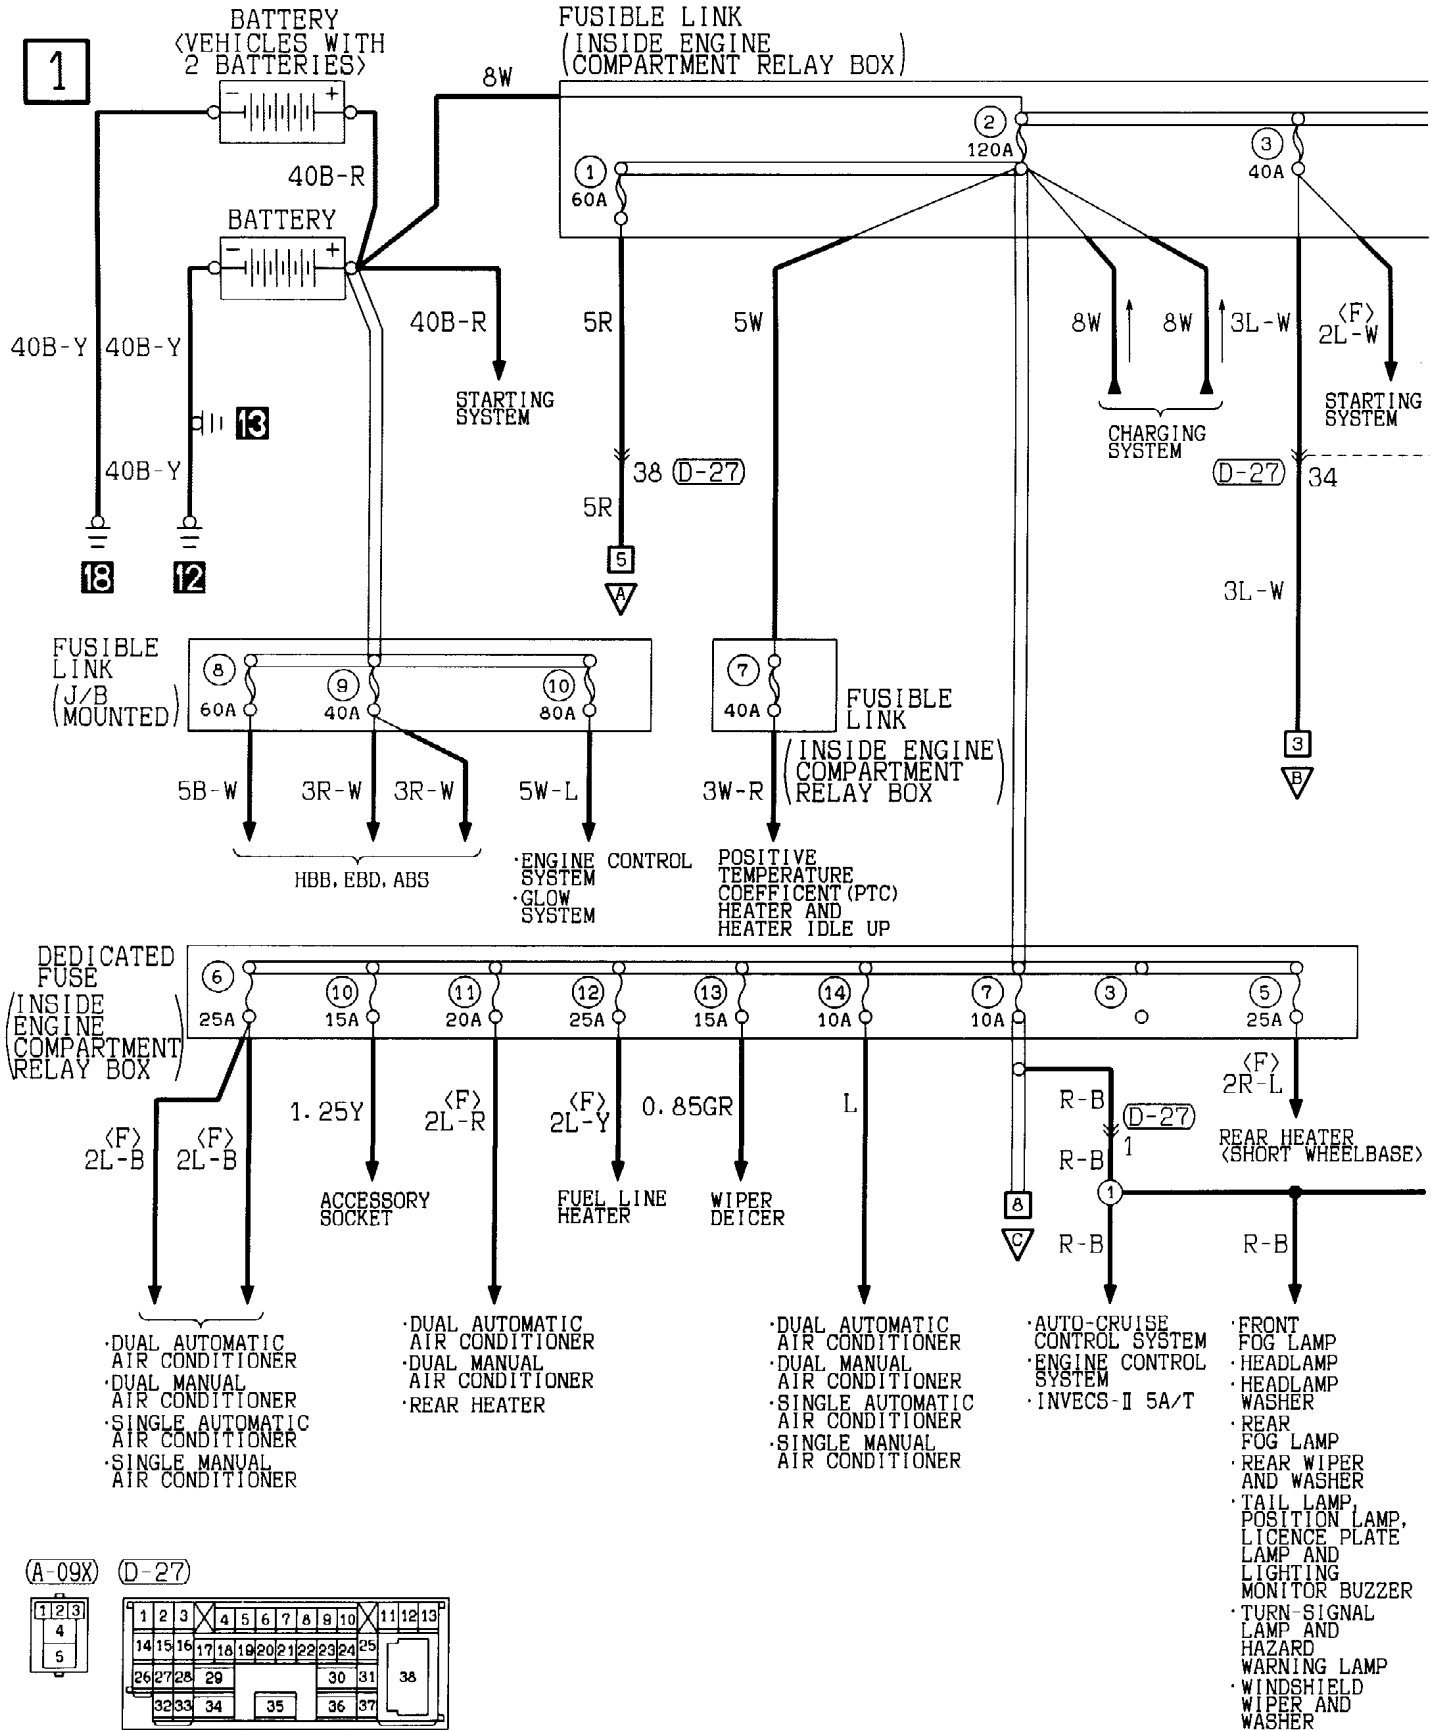 1
BATTERY
<VEHICLES WITH
2 BATTERIES>
FUSIBLE LINK
(INSIDE ENGINE
COMPARTMENT RELAY BOX)
8W
- +
40B-R
BATTERY
- +
40B-R
40B-Y
40B-Y
13
40B-Y
18
12
STARTING
SYSTEM
1
60A
2
120A
3
40A
5R
5W
8W
8W
3L-W
<F>
2L-W
STARTING
SYSTEM
CHARGING
SYSTEM
38 (D-27)
5R
5
A
(D-27) 34
3L-W
3
B
FUSIBLE
LINK
(J/B
MOUNTED)
8
60A
9
40A
10
80A
7
40A
FUSIBLE
LINK
(INSIDE ENGINE
COMPARTMENT
RELAY BOX)
5B-W
3R-W
3R-W
5W-L
3W-R
HBB, EBD, ABS
·ENGINE CONTROL
SYSTEM
·GLOW
SYSTEM
POSITIVE
TEMPERATURE
COEFFICENT(PTC)
HEATER AND
HEATER IDLE UP
DEDICATED
FUSE
(INSIDE
ENGINE
COMPARTMENT
RELAY BOX)
6
25A
10
15A
11
20A
12
25A
13
15A
14
10A
7
10A
3
5
25A
<F>
2L-B
<F>
2L-B
1.25Y
<F>
2L-R
<F>
2L-Y
0.85GR
L
R-B
(D-27)
1
R-B
1
<F>
2R-L
REAR HEATER
<SHORT WHEELBASE>
ACCESSORY
SOCKET
FUEL LINE
HEATER
WIPER
DEICER
8
C
R-B
R-B
·DUAL AUTOMATIC
AIR CONDITIONER
·DUAL MANUAL
AIR CONDITIONER
·SINGLE AUTOMATIC
AIR CONDITIONER
·SINGLE MANUAL
AIR CONDITIONER
·DUAL AUTOMATIC
AIR CONDITIONER
·DUAL MANUAL
AIR CONDITIONER
·REAR HEATER
·DUAL AUTOMATIC
AIR CONDITIONER
·DUAL MANUAL
AIR CONDITIONER
·SINGLE AUTOMATIC
AIR CONDITIONER
·SINGLE MANUAL
AIR CONDITIONER
·AUTO-CRUISE
CONTROL SYSTEM
·ENGINE CONTROL
SYSTEM
·INVECS-Ⅱ 5A/T
·FRONT
FOG LAMP
·HEADLAMP
·HEADLAMP
WASHER
·REAR
FOG LAMP
·REAR WIPER
AND WASHER
·TAIL LAMP,
POSITION LAMP,
LICENCE PLATE
LAMP AND
LIGHTING
MONITOR BUZZER
·TURN-SIGNAL
LAMP AND
HAZARD
WARNING LAMP
·WINDSHIELD
WIPER AND
WASHER
(A-09X)
1 2 3
4
5
(D-27)
1 2 3 4 5 6 7 8 9 10 11 12 13
14 15 16 17 18 19 20 21 22 23 24 25
26 27 28 29 30 31 38
32 33 34 35 36 37